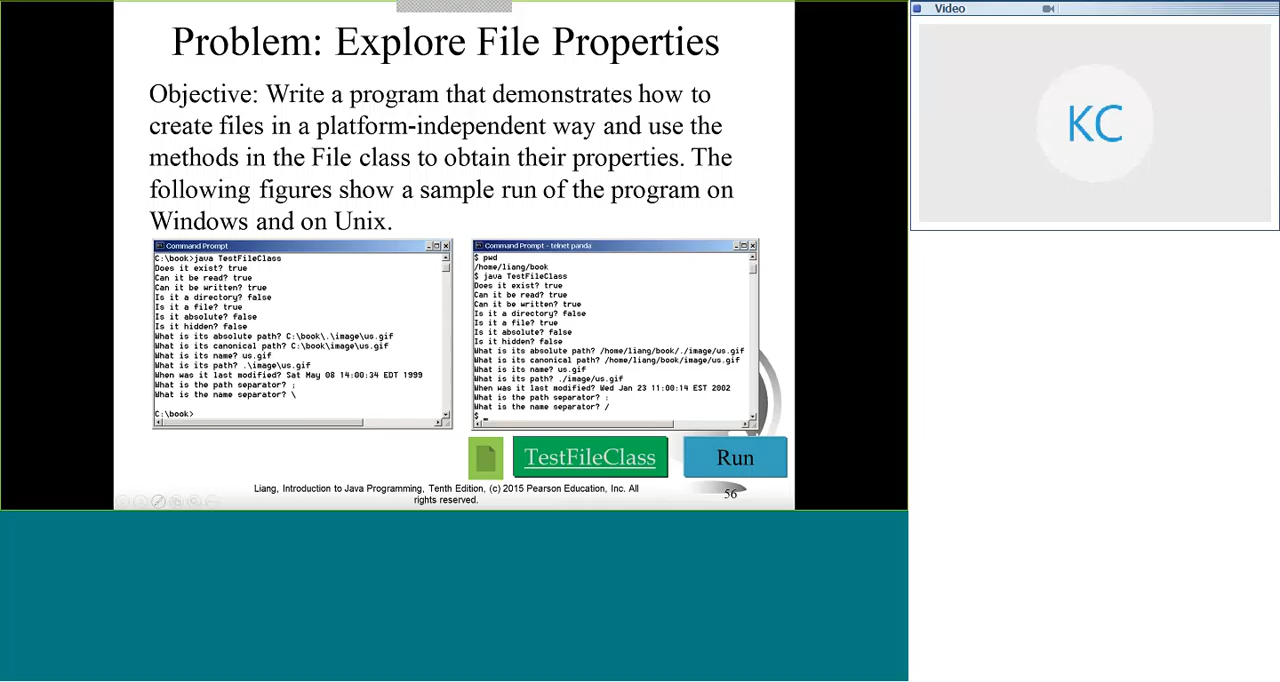 Problem: Explore File Properties
Objective: Write a program that demonstrates how to
create files in a platform-independent way and use the
methods in the File class to obtain their properties. The
following figures show a sample run of the program on
Windows and on Unix.
Command Prompt
C:\book>java TestFileClass
Does it exist? true
Can it be read? true
Can it be written? true
Is it a directory? false
Is it a file? true
Is it absolute? false
Is it hidden? false
What is its absolute path? C:\book\.\image\us.gif
What is its canonical path? C:\book\image\us.gif
What is its name? us.gif
What is its path? .\image\us.gif
When was it last modified? Sat May 08 14:00:34 EDT 1999
What is the path separator? ;
What is the name separator? \
C:\book>
Command Prompt - telnet panda
$ pwd
/home/liang/book
$ java TestFileClass
Does it exist? true
Can it be read? true
Can it be written? true
Is it a directory? false
Is it a file? true
Is it absolute? false
Is it hidden? false
What is its absolute path? /home/liang/book/./image/us.gif
What is its canonical path? /home/liang/book/image/us.gif
What is its name? us.gif
What is its path? ./image/us.gif
When was it last modified? Wed Jan 23 11:00:14 EST 2002
What is the path separator? :
What is the name separator? /
$ _
TestFileClass
Run
Liang, Introduction to Java Programming, Tenth Edition, (c) 2015 Pearson Education, Inc. All
rights reserved.
56
Video
KC